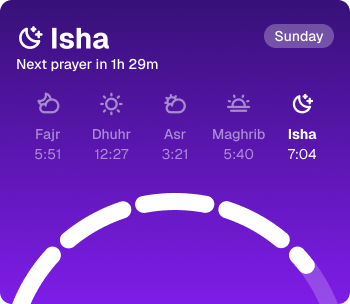 Isha
Sunday
Next prayer in 1h 29m
Fajr Dhuhr Asr Maghrib Isha
5:51 12:27 3:21 5:40 7:04